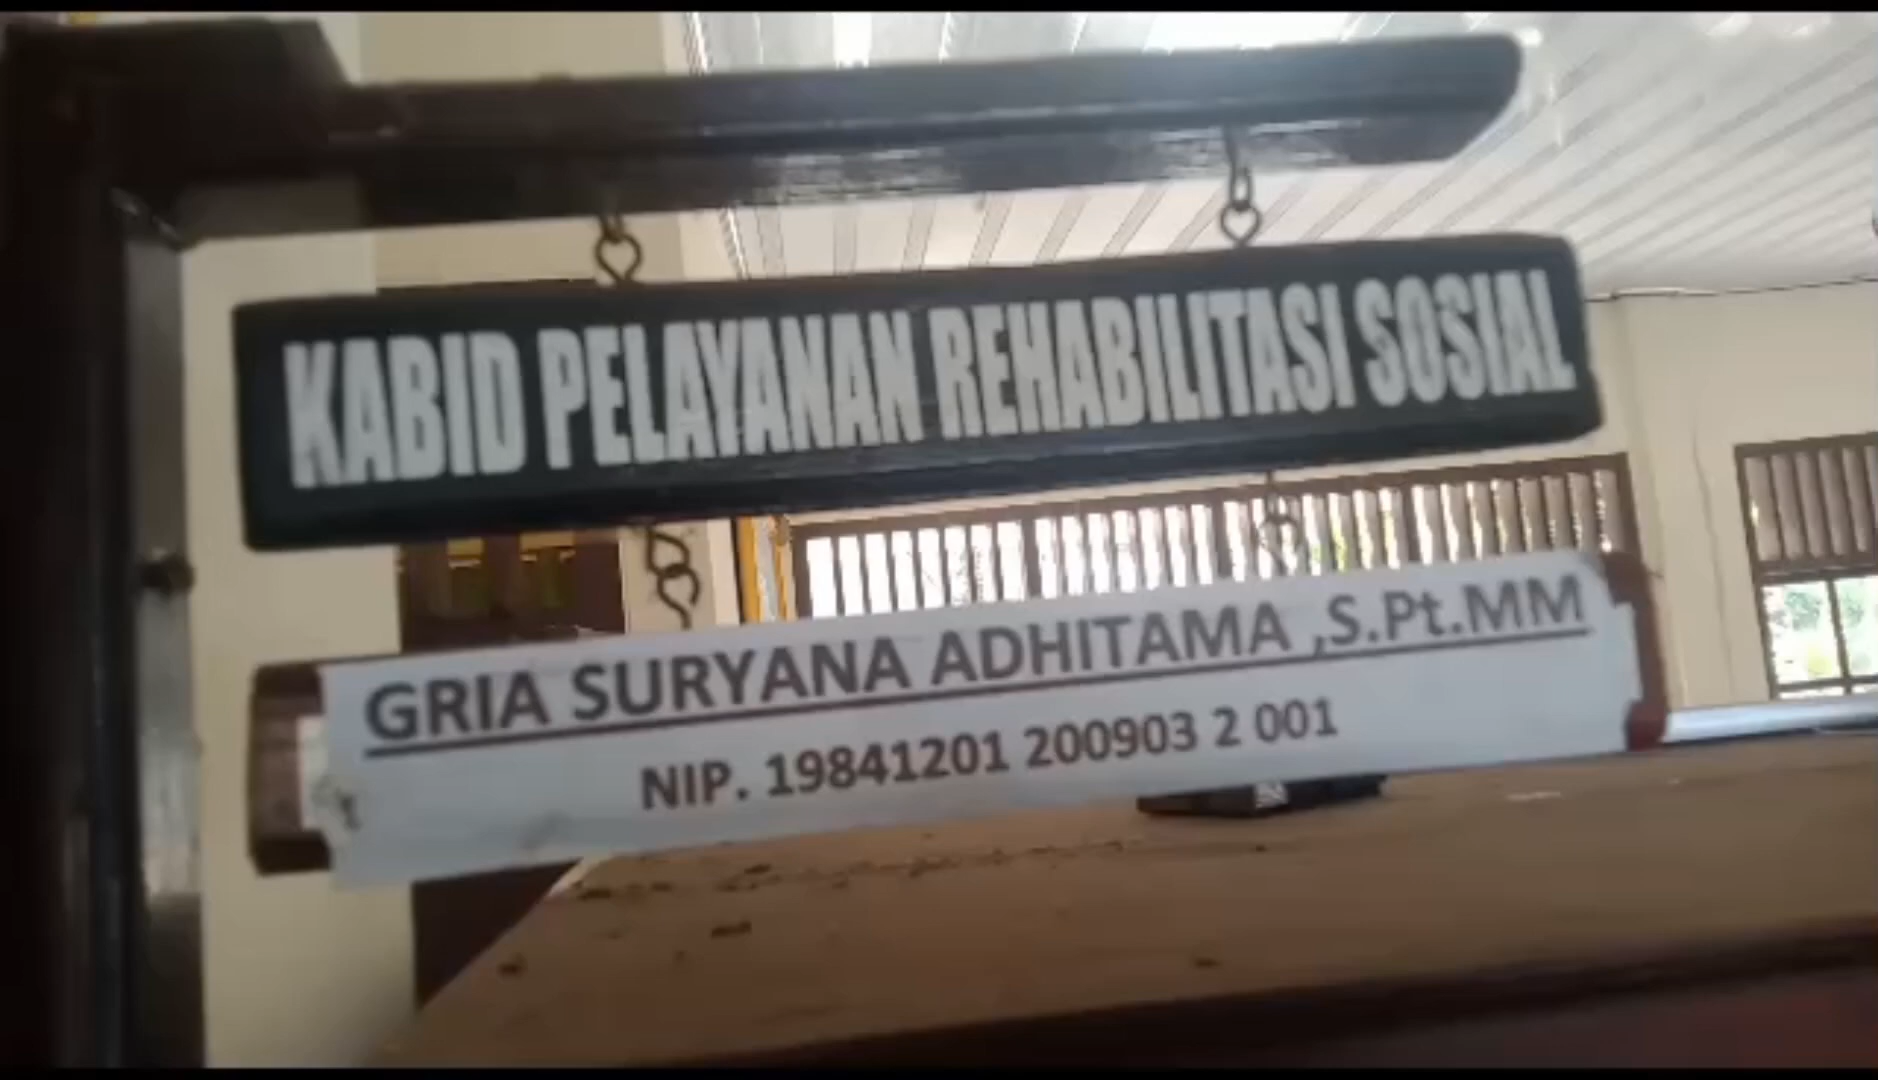 KABID PELAYANAN REHABILITASI SOSIAL
GRIA SURYANA ADHITAMA ,S.Pt.MM
NIP. 19841201 200903 2 001